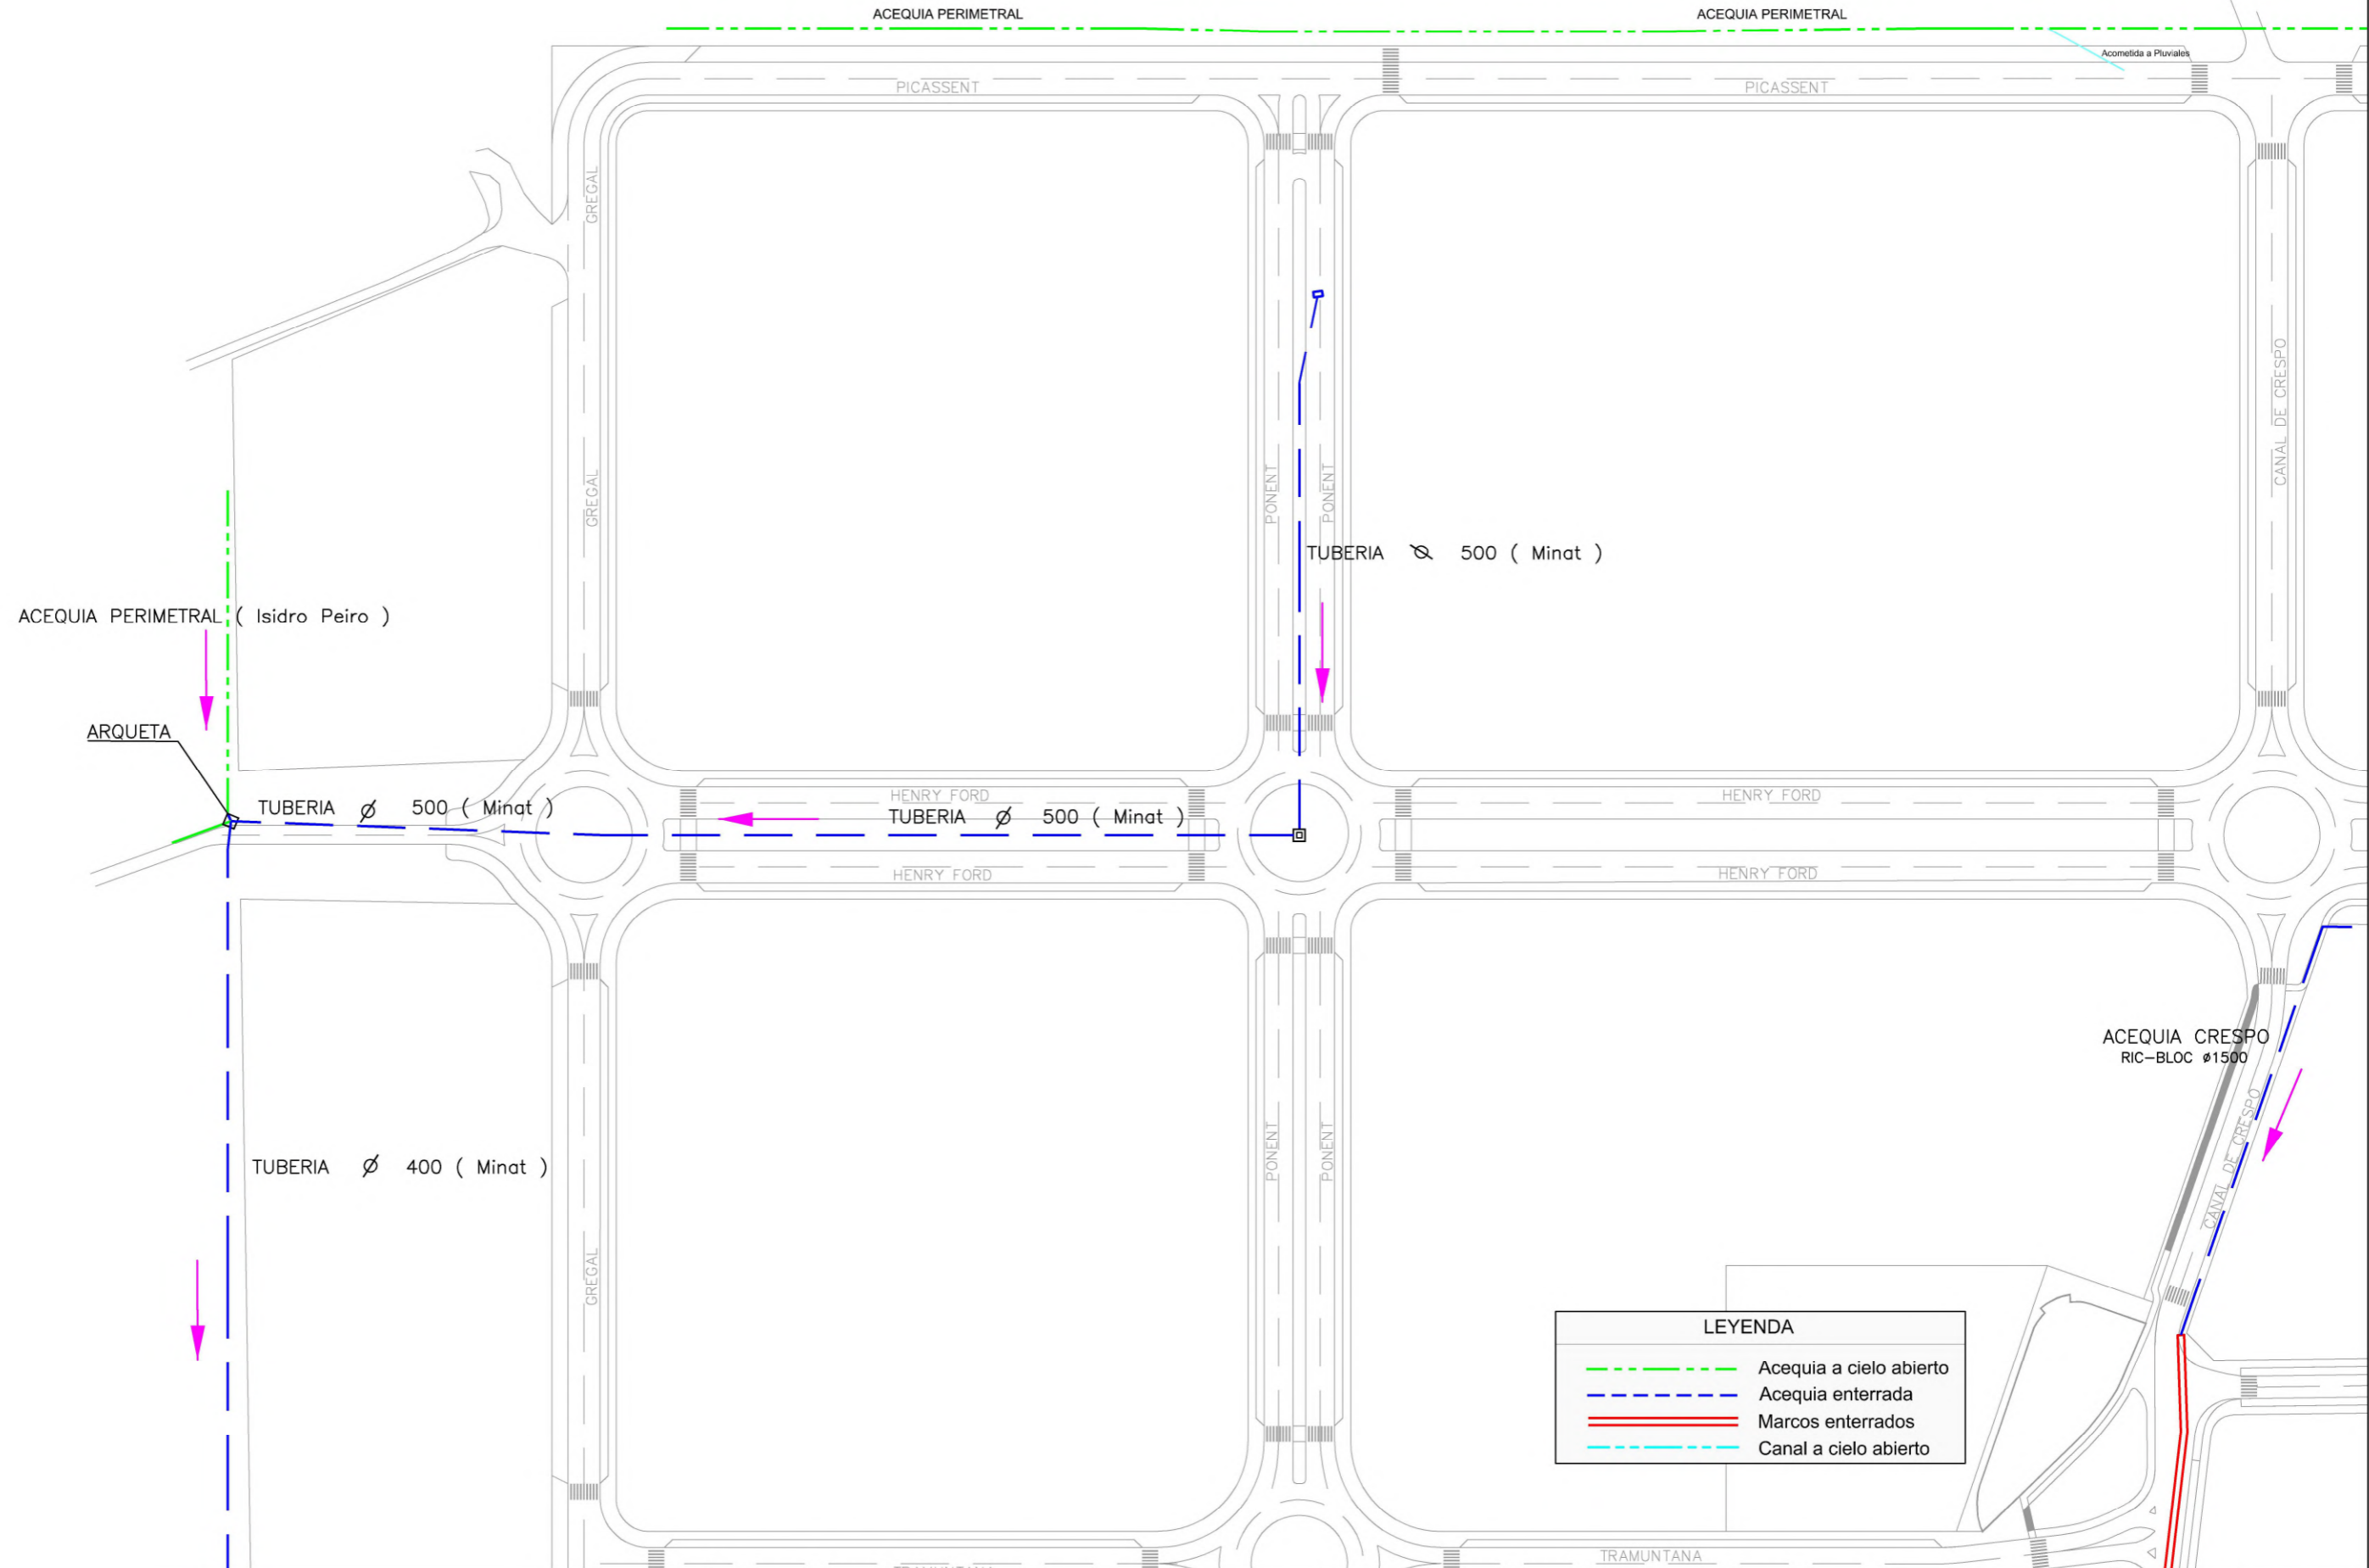 ACEQUIA PERIMETRAL
ACEQUIA PERIMETRAL
Acometida a Pluviales
PICASSENT
PICASSENT
GREGAL
CANAL DE CRESPO
GREGAL
PONENT
PONENT
TUBERIA Ø 500 ( Minat )
ACEQUIA PERIMETRAL ( Isidro Peiro )
ARQUETA
HENRY FORD
HENRY FORD
TUBERIA Ø 500 ( Minat )
TUBERIA Ø 500 ( Minat )
HENRY FORD
HENRY FORD
ACEQUIA CRESPO
RIC-BLOC ø1500
CANAL DE CRESPO
PONENT
PONENT
TUBERIA Ø 400 ( Minat )
GREGAL
LEYENDA
Acequia a cielo abierto
Acequia enterrada
Marcos enterrados
Canal a cielo abierto
TRAMUNTANA